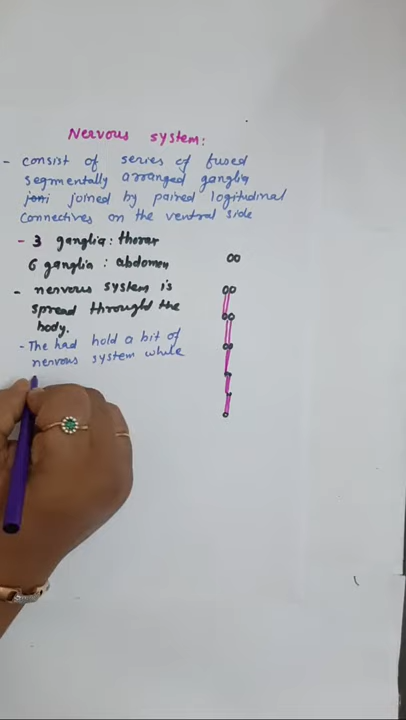 Nervous system:
- consist of series of fused
segmentally arranged ganglia
joni joined by paired logitudinal
connectives on the ventral side
- 3 ganglia: thorax
6 ganglia: abdomen
- nervous system is
spread throught the
body.
- The had hold a bit of
nervous system while